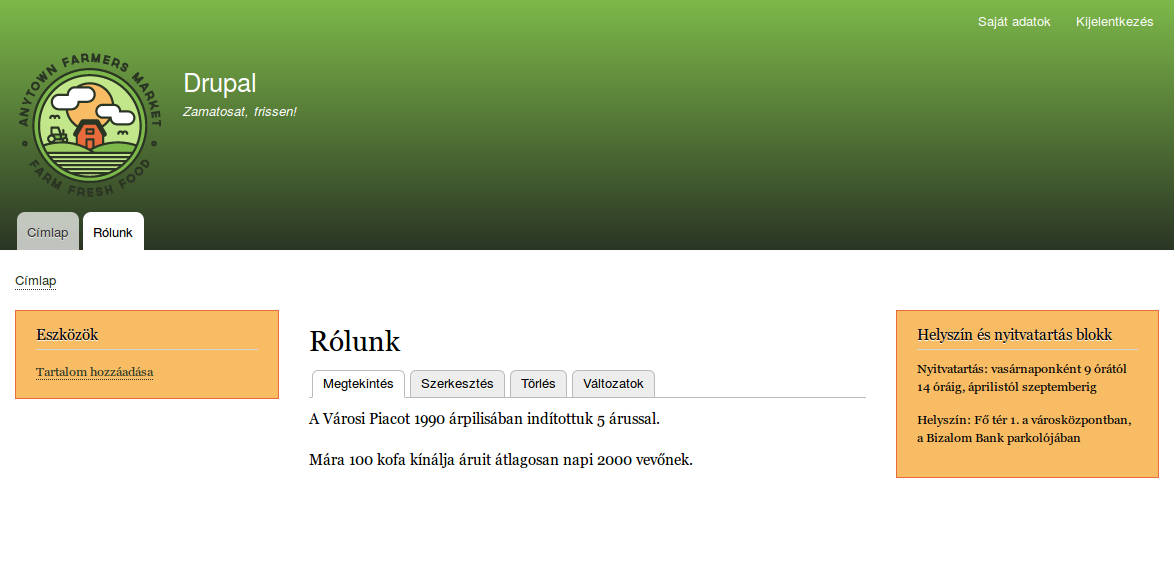 Saját adatok Kijelentkezés
ANYTOWN FARMERS MARKET
FARM FRESH FOOD
Drupal
Zamatosat, frissen!
Címlap Rólunk
Címlap
Eszközök
Tartalom hozzáadása
Rólunk
Megtekintés Szerkesztés Törlés Változatok
A Városi Piacot 1990 árpilisában indítottuk 5 árussal.
Mára 100 kofa kínálja áruit átlagosan napi 2000 vevőnek.
Helyszín és nyitvatartás blokk
Nyitvatartás: vasárnaponként 9 órától
14 óráig, áprilistól szeptemberig
Helyszín: Fő tér 1. a városközpontban,
a Bizalom Bank parkolójában